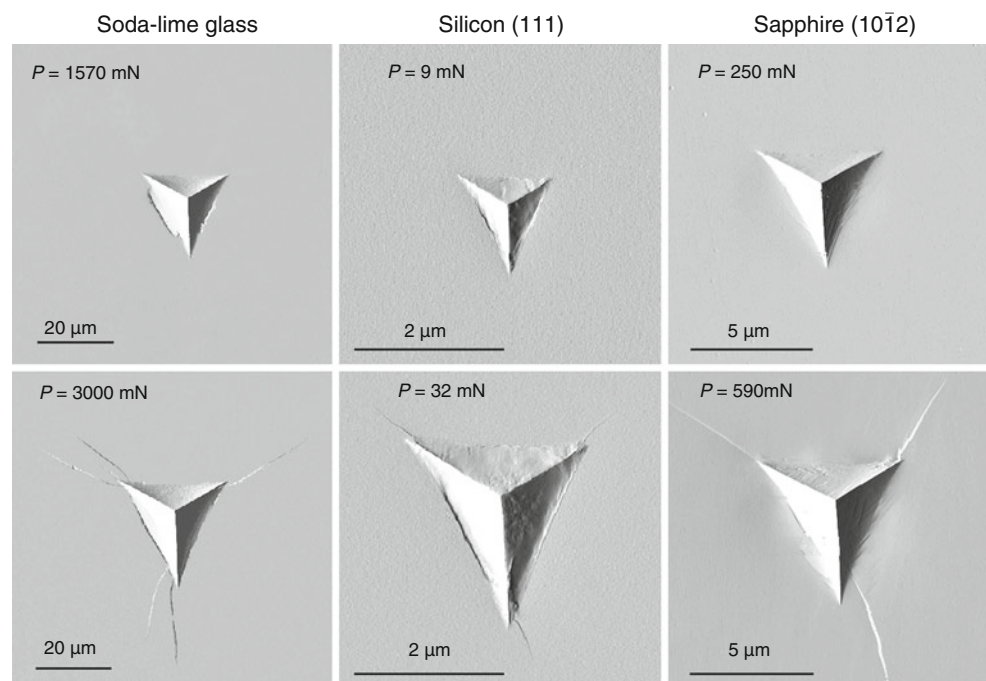 Soda-lime glass
Silicon (111)
Sapphire (101̄2)
P = 1570 mN
P = 9 mN
P = 250 mN
20 μm
2 μm
5 μm
P = 3000 mN
P = 32 mN
P = 590mN
20 μm
2 μm
5 μm